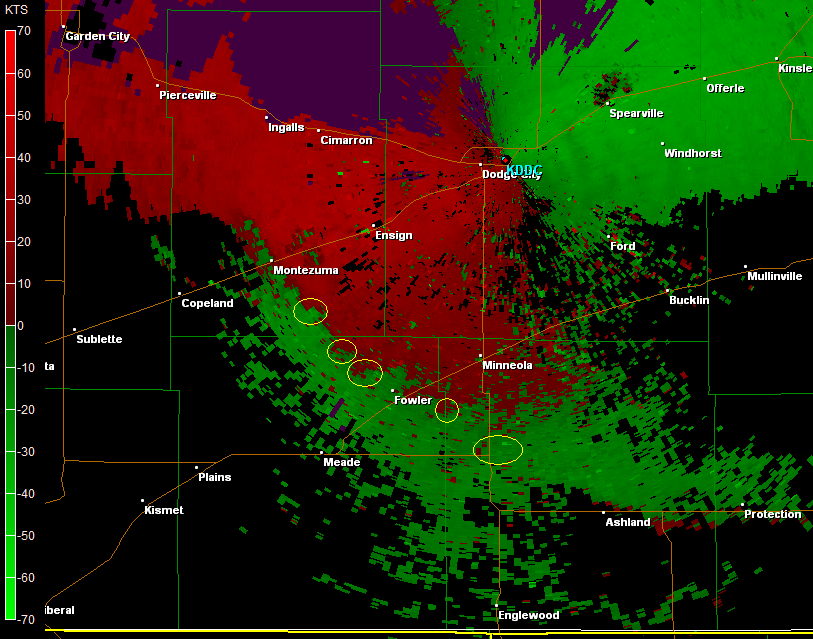 KTS
70
60
50
40
30
20
10
0
-10
-20
-30
-40
-50
-60
-70
Garden City
Kinsle
Pierceville
Offerle
Spearville
Ingalls
Cimarron
Windhorst
Dodge City
KDDC
Ensign
Ford
Montezuma
Mullinville
Copeland
Bucklin
Sublette
ta
Minneola
Fowler
Meade
Plains
Kismet
Ashland
Protection
iberal
Englewood